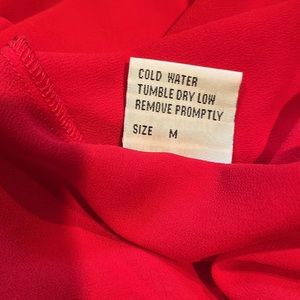 COLD WATER
TUMBLE DRY LOW
REMOVE PROMPTLY
SIZE M